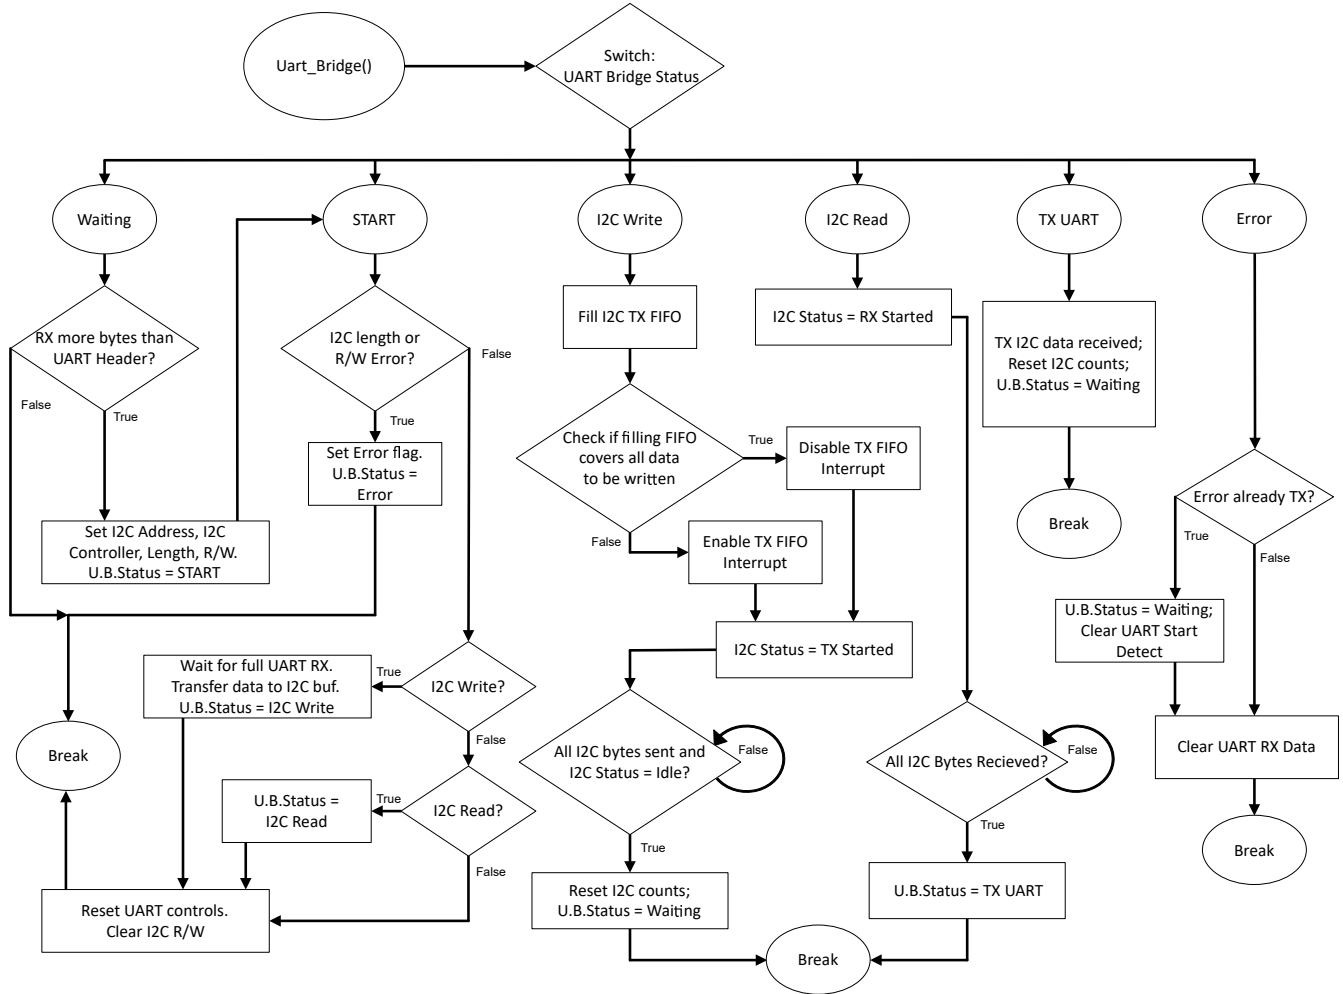 Uart_Bridge()
Switch:
UART Bridge Status
Waiting
START
I2C Write
I2C Read
TX UART
Error
RX more bytes than
UART Header?
False
True
Set I2C Address, I2C
Controller, Length, R/W.
U.B.Status = START
I2C length or
R/W Error?
False
True
Set Error flag.
U.B.Status =
Error
I2C Write?
True
False
Wait for full UART RX.
Transfer data to I2C buf.
U.B.Status = I2C Write
I2C Read?
True
False
U.B.Status =
I2C Read
Reset UART controls.
Clear I2C R/W
Break
Fill I2C TX FIFO
Check if filling FIFO
covers all data
to be written
True
False
Disable TX FIFO
Interrupt
Enable TX FIFO
Interrupt
I2C Status = TX Started
All I2C bytes sent and
I2C Status = Idle?
False
True
Reset I2C counts;
U.B.Status = Waiting
I2C Status = RX Started
All I2C Bytes Recieved?
False
True
U.B.Status = TX UART
Break
TX I2C data received;
Reset I2C counts;
U.B.Status = Waiting
Break
Error already TX?
True
False
U.B.Status = Waiting;
Clear UART Start
Detect
Clear UART RX Data
Break